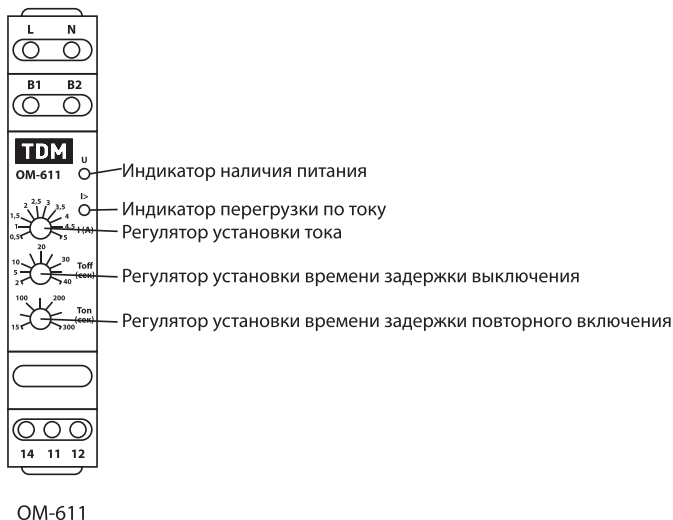 L N
B1 B2
TDM
U
OM-611
Индикатор наличия питания
I>
Индикатор перегрузки по току
0,5 1 1,5 2 2,5 3 3,5 4 4,5 5
I (A)
Регулятор установки тока
2 5 10 20 30 40
Toff
(сек)
Регулятор установки времени задержки выключения
15 100 200 300
Ton
(сек)
Регулятор установки времени задержки повторного включения
14 11 12
OM-611